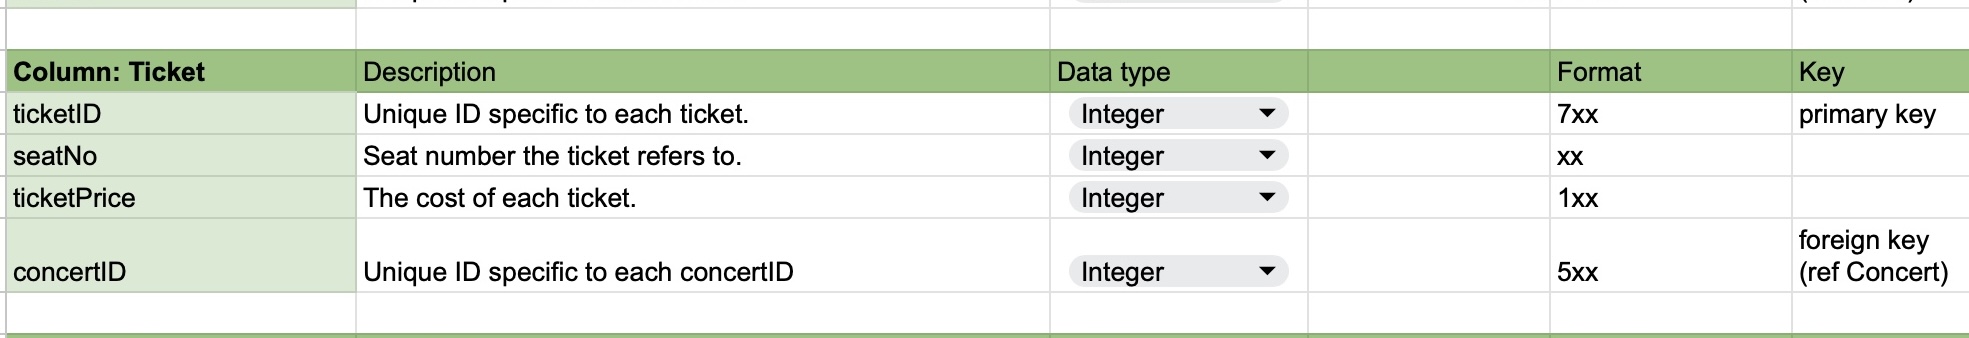 Column: Ticket Description Data type Format Key
ticketID Unique ID specific to each ticket. Integer 7xx primary key
seatNo Seat number the ticket refers to. Integer xx
ticketPrice The cost of each ticket. Integer 1xx
foreign key
concertID Unique ID specific to each concertID Integer 5xx (ref Concert)